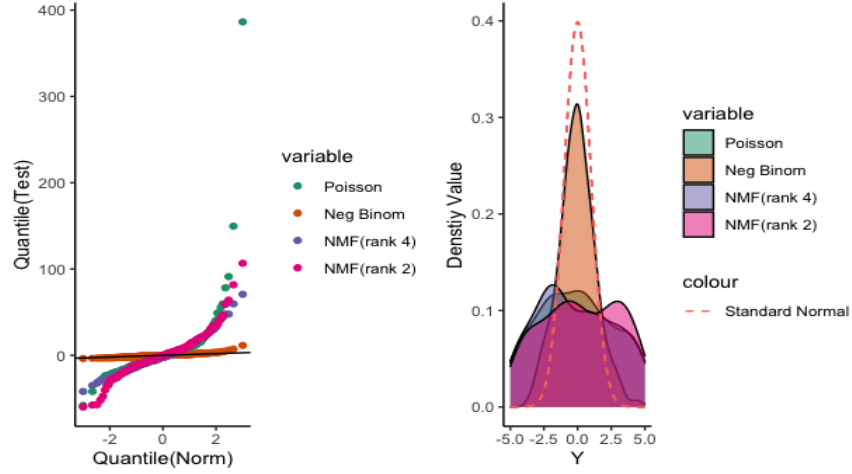 400
300
200
100
0
Quantile(Test)
-2
0
2
Quantile(Norm)
variable
Poisson
Neg Binom
NMF(rank 4)
NMF(rank 2)
0.4
0.3
0.2
0.1
0.0
Denstiy Value
-5.0
-2.5
0.0
2.5
5.0
Y
variable
Poisson
Neg Binom
NMF(rank 4)
NMF(rank 2)
colour
Standard Normal